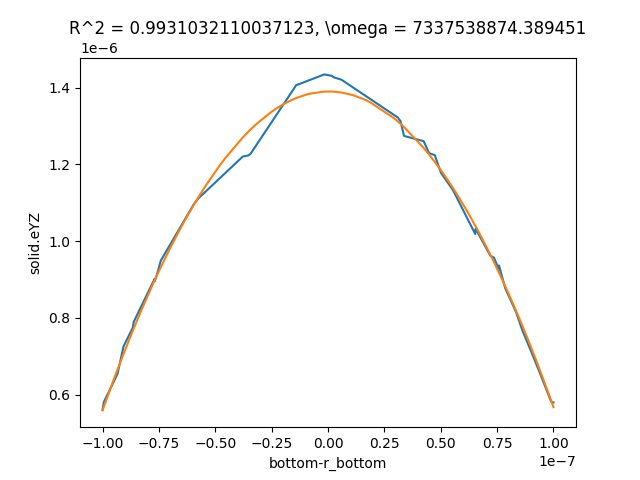 R^2 = 0.9931032110037123, \omega = 7337538874.389451
1e−6
1.4
1.2
1.0
0.8
0.6
solid.eYZ
−1.00 −0.75 −0.50 −0.25 0.00 0.25 0.50 0.75 1.00
1e−7
bottom-r_bottom